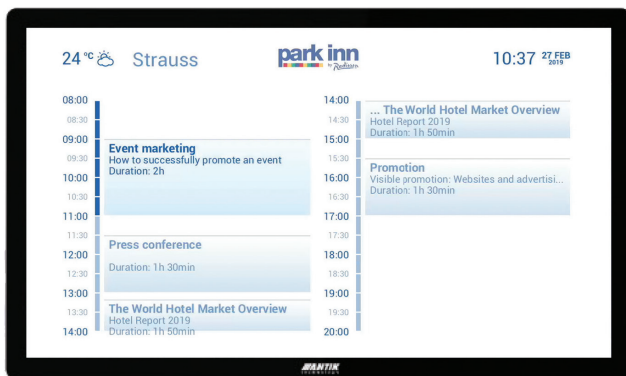 24 °C
Strauss
park inn
by Radisson
10:37
27 FEB
2019
08:00
08:30
09:00
09:30
10:00
10:30
11:00
11:30
12:00
12:30
13:00
13:30
14:00
Event marketing
How to successfully promote an event
Duration: 2h
Press conference
Duration: 1h 30min
The World Hotel Market Overview
Hotel Report 2019
Duration: 1h 50min
14:00
14:30
15:00
15:30
16:00
16:30
17:00
17:30
18:00
18:30
19:00
19:30
20:00
... The World Hotel Market Overview
Hotel Report 2019
Duration: 1h 50min
Promotion
Visible promotion: Websites and advertisi...
Duration: 1h 30min
ANTIK
technology